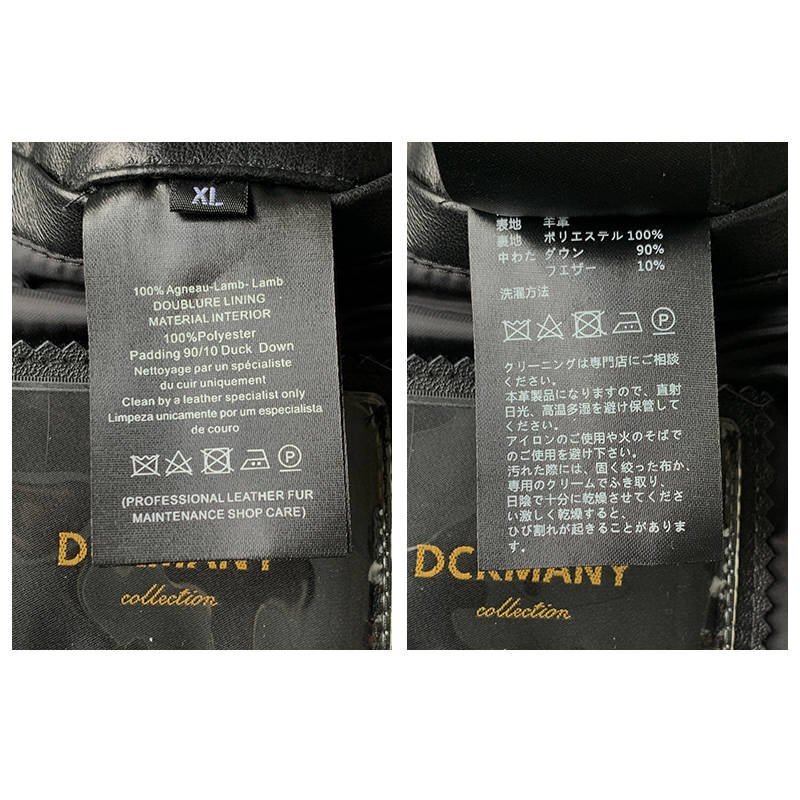 XL
100% Agneau-Lamb- Lamb
DOUBLURE LINING
MATERIAL INTERIOR
100%Polyester
Padding 90/10 Duck Down
Nettoyage par un spécialiste
du cuir uniquement
Clean by a leather specialist only
Limpeza unicamente por um especialista
de couro
(PROFESSIONAL LEATHER FUR
MAINTENANCE SHOP CARE)
DCKMANY
collection
表地 羊革
裏地 ポリエステル 100%
中わた ダウン 90%
フェザー 10%
洗濯方法
クリーニングは専門店にご相談
ください。
本革製品になりますので、直射
日光、高温多湿を避け保管して
ください。
アイロンのご使用や火のそばで
のご使用を避け下さい。
汚れた際には、固く絞った布か、
専用のクリームでふき取り、
日陰で十分に乾燥させてくださ
い激しく乾燥すると、
ひび割れが起きることがありま
す。
DCKMANY
collection